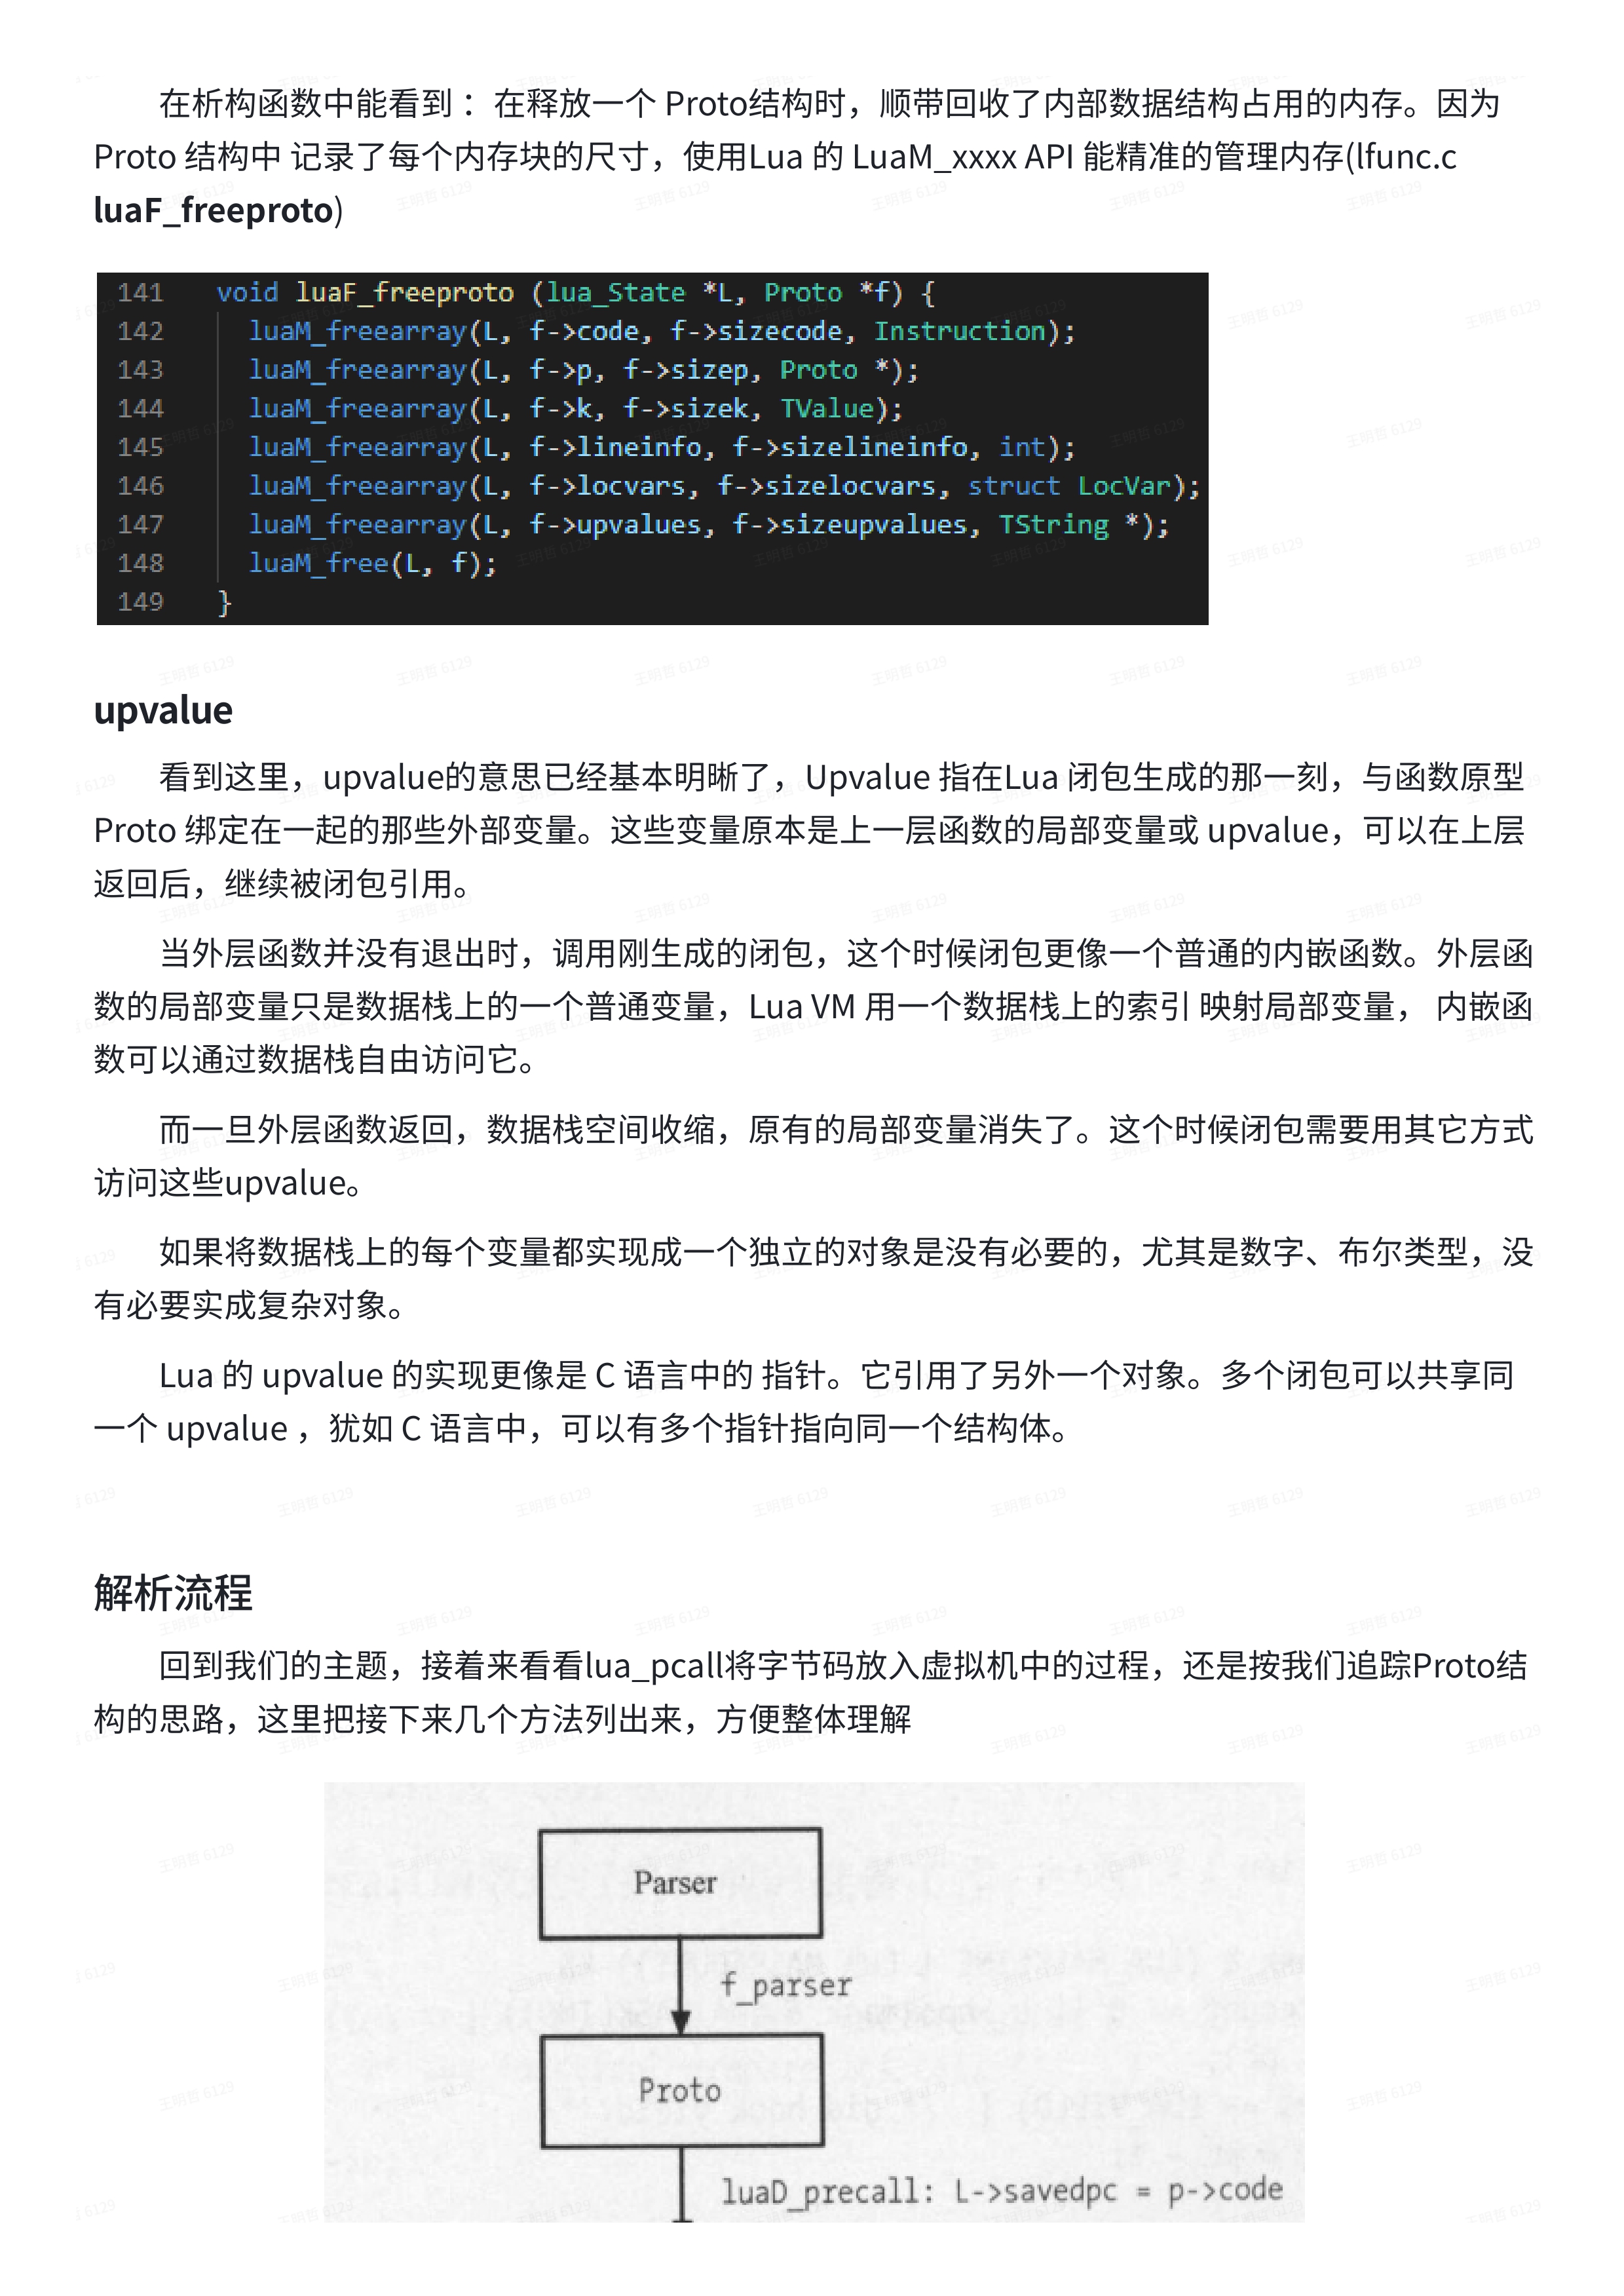 在析构函数中能看到 ：在释放一个 Proto结构时，顺带回收了内部数据结构占用的内存。因为
Proto 结构中 记录了每个内存块的尺寸，使用Lua 的 LuaM_xxxx API 能精准的管理内存(lfunc.c
luaF_freeproto)
141 void luaF_freeproto (lua_State *L, Proto *f) {
142 luaM_freearray(L, f->code, f->sizecode, Instruction);
143 luaM_freearray(L, f->p, f->sizep, Proto *);
144 luaM_freearray(L, f->k, f->sizek, TValue);
145 luaM_freearray(L, f->lineinfo, f->sizelineinfo, int);
146 luaM_freearray(L, f->locvars, f->sizelocvars, struct LocVar);
147 luaM_freearray(L, f->upvalues, f->sizeupvalues, TString *);
148 luaM_free(L, f);
149 }
upvalue
看到这里，upvalue的意思已经基本明晰了，Upvalue 指在Lua 闭包生成的那一刻，与函数原型
Proto 绑定在一起的那些外部变量。这些变量原本是上一层函数的局部变量或 upvalue，可以在上层
返回后，继续被闭包引用。
当外层函数并没有退出时，调用刚生成的闭包，这个时候闭包更像一个普通的内嵌函数。外层函
数的局部变量只是数据栈上的一个普通变量，Lua VM 用一个数据栈上的索引 映射局部变量， 内嵌函
数可以通过数据栈自由访问它。
而一旦外层函数返回，数据栈空间收缩，原有的局部变量消失了。这个时候闭包需要用其它方式
访问这些upvalue。
如果将数据栈上的每个变量都实现成一个独立的对象是没有必要的，尤其是数字、布尔类型，没
有必要实成复杂对象。
Lua 的 upvalue 的实现更像是 C 语言中的 指针。它引用了另外一个对象。多个闭包可以共享同
一个 upvalue ，犹如 C 语言中，可以有多个指针指向同一个结构体。
解析流程
回到我们的主题，接着来看看lua_pcall将字节码放入虚拟机中的过程，还是按我们追踪Proto结
构的思路，这里把接下来几个方法列出来，方便整体理解
Parser
f_parser
Proto
luaD_precall: L->savedpc = p->code
王明哲 6129